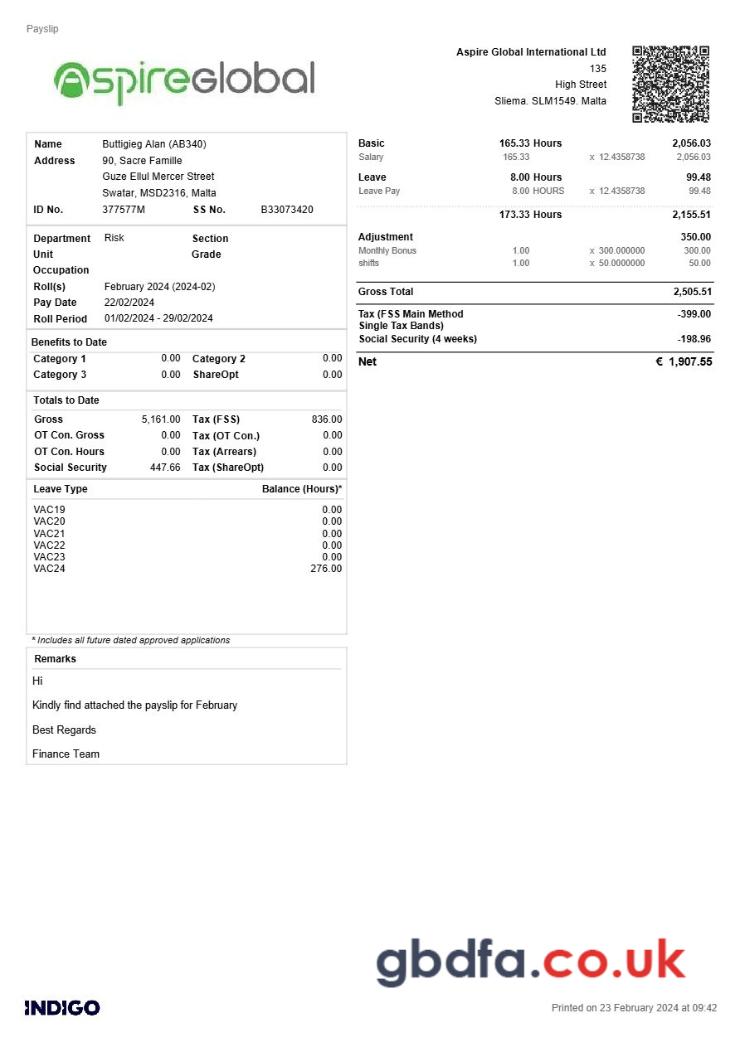 Payslip
AspireGlobal
Aspire Global International Ltd
135
High Street
Sliema. SLM1549. Malta
Name Buttigieg Alan (AB340)
Address 90, Sacre Famille
Guze Ellul Mercer Street
Swatar, MSD2316, Malta
ID No. 377577M SS No. B33073420
Department Risk Section
Unit Grade
Occupation
Roll(s) February 2024 (2024-02)
Pay Date 22/02/2024
Roll Period 01/02/2024 - 29/02/2024
Benefits to Date
Category 1 0.00 Category 2 0.00
Category 3 0.00 ShareOpt 0.00
Totals to Date
Gross 5,161.00 Tax (FSS) 836.00
OT Con. Gross 0.00 Tax (OT Con.) 0.00
OT Con. Hours 0.00 Tax (Arrears) 0.00
Social Security 447.66 Tax (ShareOpt) 0.00
Leave Type Balance (Hours)*
VAC19 0.00
VAC20 0.00
VAC21 0.00
VAC22 0.00
VAC23 0.00
VAC24 276.00
* Includes all future dated approved applications
Remarks
Hi
Kindly find attached the payslip for February
Best Regards
Finance Team
Basic 165.33 Hours 2,056.03
Salary 165.33 x 12.4358738 2,056.03
Leave 8.00 Hours 99.48
Leave Pay 8.00 HOURS x 12.4358738 99.48
173.33 Hours 2,155.51
Adjustment 350.00
Monthly Bonus 1.00 x 300.000000 300.00
shifts 1.00 x 50.0000000 50.00
Gross Total 2,505.51
Tax (FSS Main Method -399.00
Single Tax Bands)
Social Security (4 weeks) -198.96
Net € 1,907.55
gbdfa.co.uk
INDIGO
Printed on 23 February 2024 at 09:42